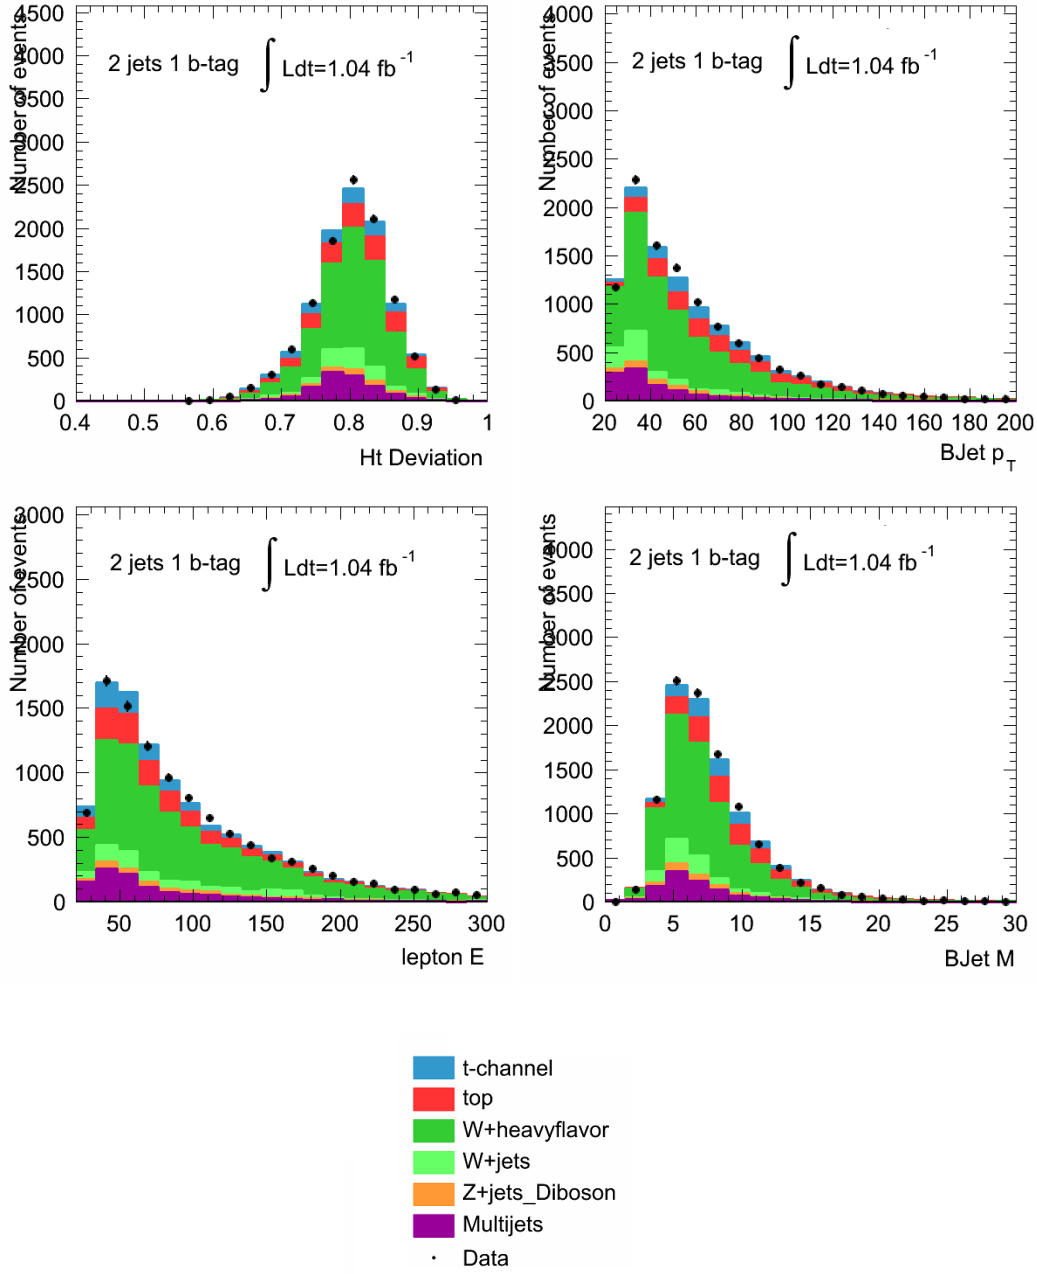 Number of events
4500
4000
3500
3000
2500
2000
1500
1000
500
0
2 jets 1 b-tag ∫ Ldt=1.04 fb -1
0.4 0.5 0.6 0.7 0.8 0.9 1
Ht Deviation
Number of events
4000
3500
3000
2500
2000
1500
1000
500
0
2 jets 1 b-tag ∫ Ldt=1.04 fb -1
20 40 60 80 100 120 140 160 180 200
BJet p T
Number of events
3000
2500
2000
1500
1000
500
0
2 jets 1 b-tag ∫ Ldt=1.04 fb -1
50 100 150 200 250 300
lepton E
Number of events
4000
3500
3000
2500
2000
1500
1000
500
0
2 jets 1 b-tag ∫ Ldt=1.04 fb -1
0 5 10 15 20 25 30
BJet M
t-channel
top
W+heavyflavor
W+jets
Z+jets_Diboson
Multijets
Data